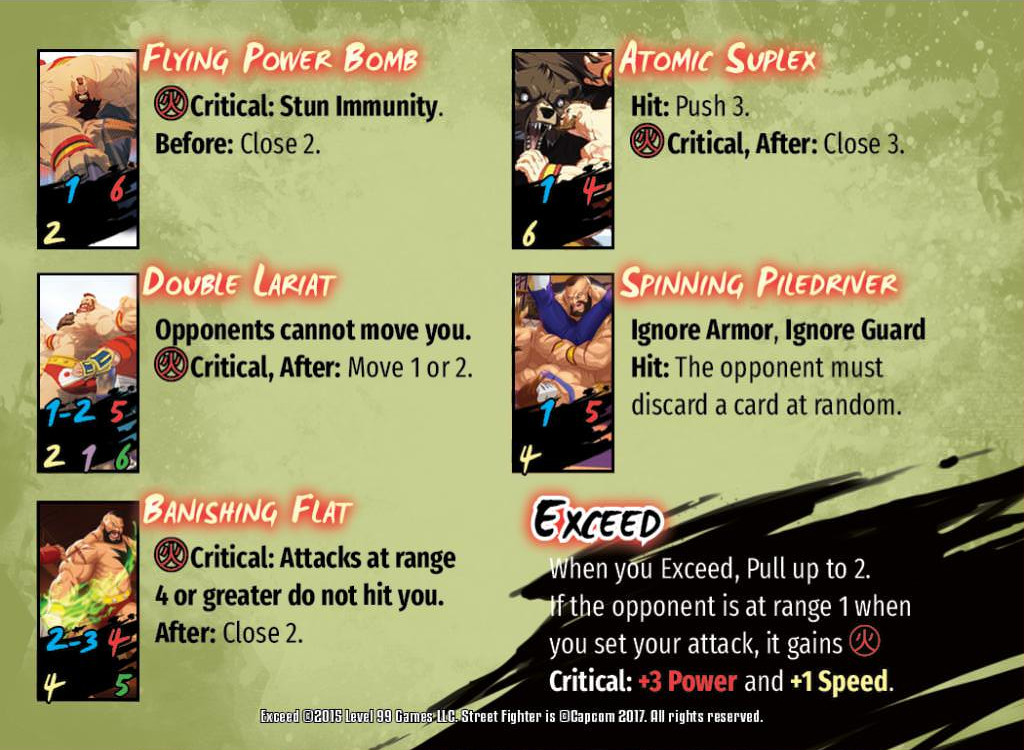 FLYING POWER BOMB
火 Critical: Stun Immunity.
Before: Close 2.
1 6
2
ATOMIC SUPLEX
Hit: Push 3.
火 Critical, After: Close 3.
1 4
6
DOUBLE LARIAT
Opponents cannot move you.
火 Critical, After: Move 1 or 2.
1-2 5
2 1 6
SPINNING PILEDRIVER
Ignore Armor, Ignore Guard
Hit: The opponent must
discard a card at random.
1 5
4
BANISHING FLAT
火 Critical: Attacks at range
4 or greater do not hit you.
After: Close 2.
2-3 4
4 5
EXCEED
When you Exceed, Pull up to 2.
If the opponent is at range 1 when
you set your attack, it gains 火
Critical: +3 Power and +1 Speed.
Exceed ©2015 Level 99 Games LLC. Street Fighter is ©Capcom 2017. All rights reserved.